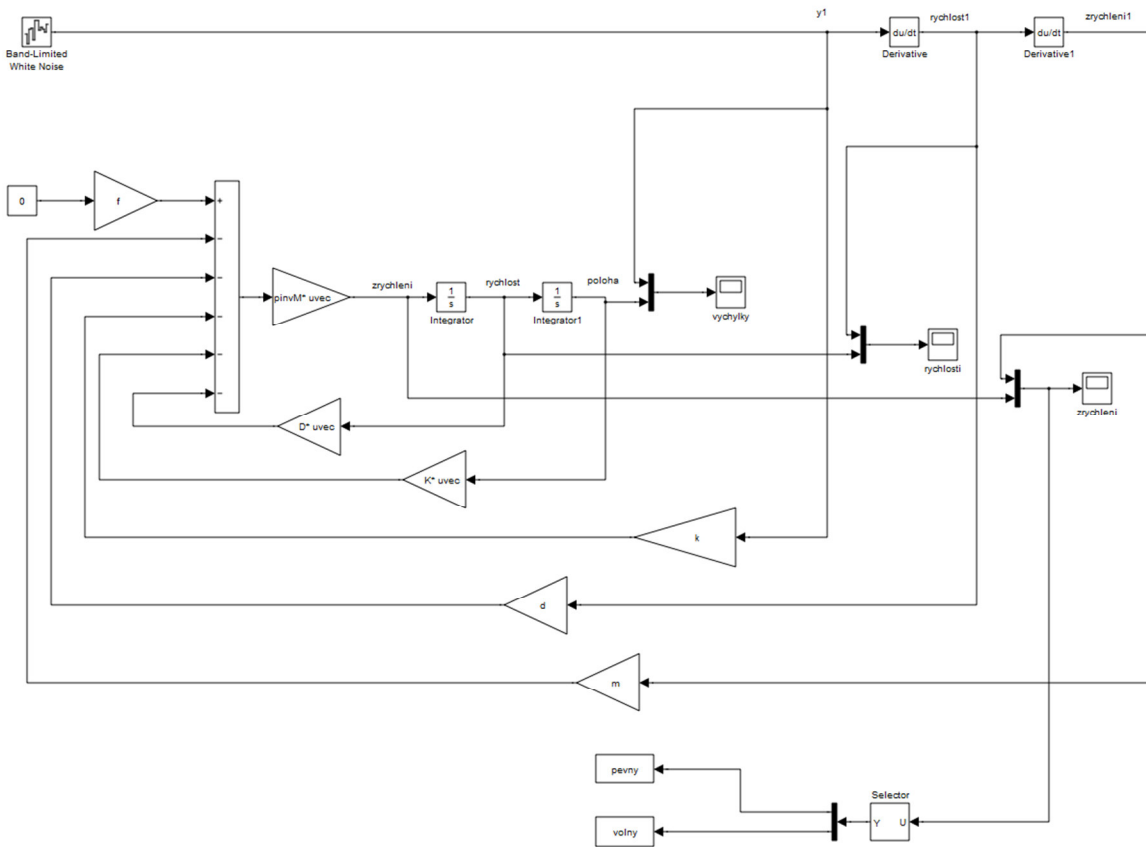 y1
rychlost1
zrychleni1
du/dt
du/dt
Band-Limited
White Noise
Derivative
Derivative1
0
f
+
−
−
−
−
−
pinvM* uvec
zrychleni
rychlost
poloha
1
s
1
s
Integrator
Integrator1
vychylky
rychlosti
zrychleni
D* uvec
K* uvec
k
d
m
pevny
volny
Selector
Y
U